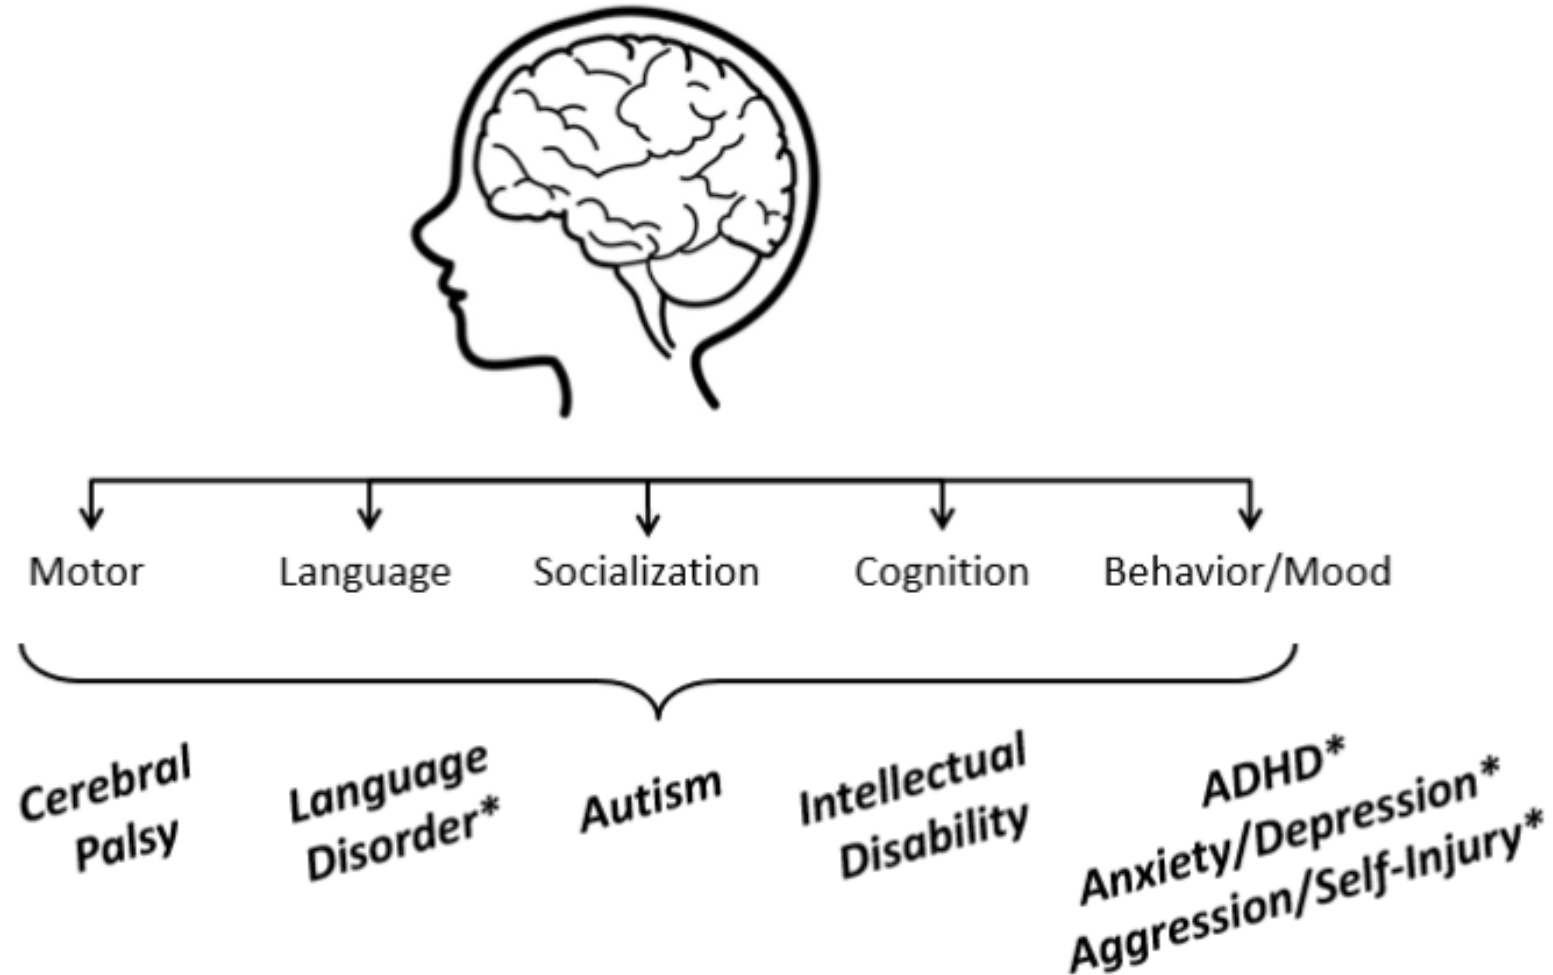 Motor Language Socialization Cognition Behavior/Mood
Cerebral
Palsy
Language
Disorder*
Autism
Intellectual
Disability
ADHD*
Anxiety/Depression*
Aggression/Self-Injury*